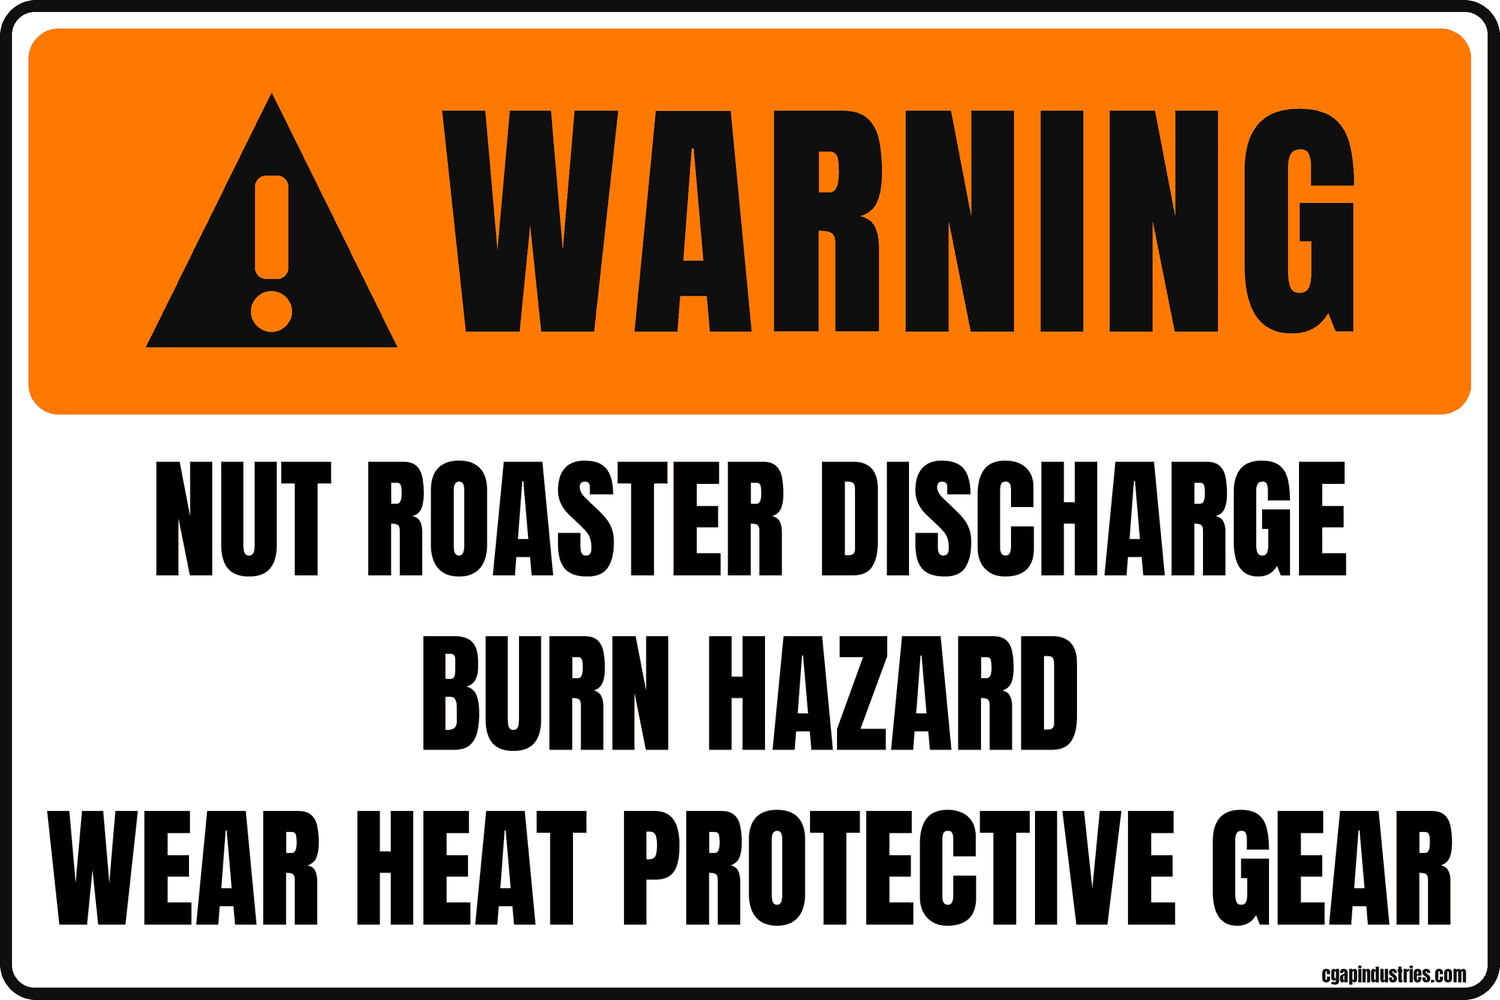 WARNING
NUT ROASTER DISCHARGE
BURN HAZARD
WEAR HEAT PROTECTIVE GEAR
cgapindustries.com